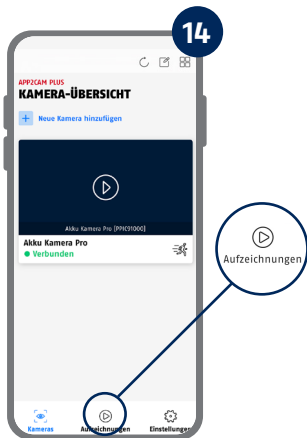 14
APP2CAM PLUS
KAMERA-ÜBERSICHT
Neue Kamera hinzufügen
Akku Kamera Pro [PPIC91000]
Akku Kamera Pro
Verbunden
Aufzeichnungen
Kameras
Aufzeichnungen
Einstellungen